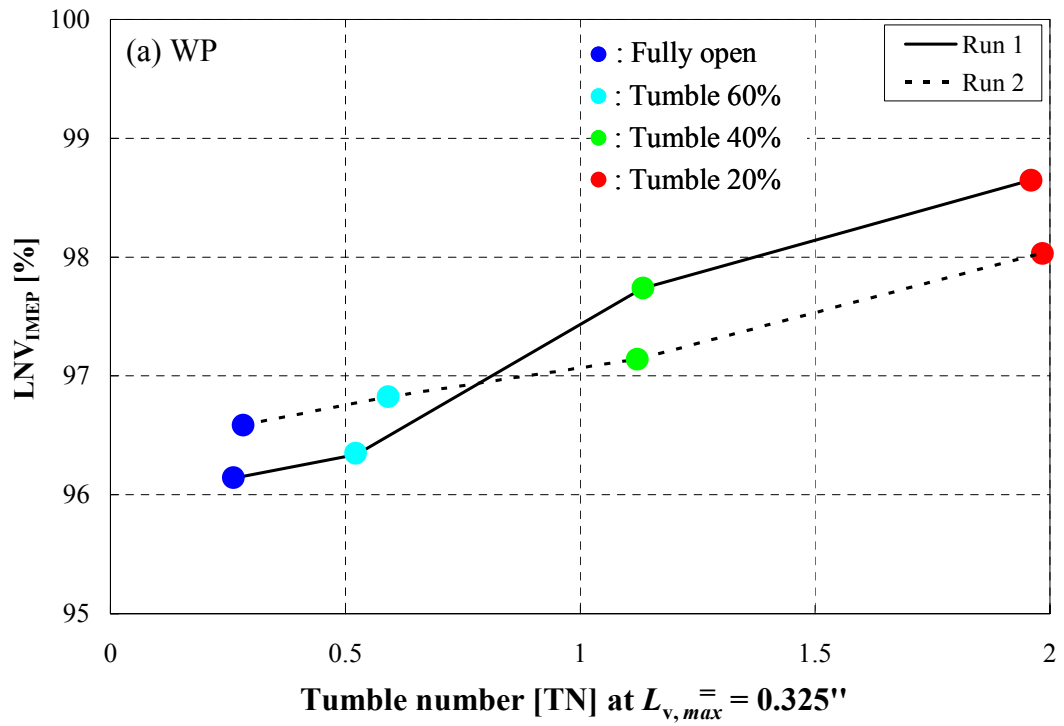 100
99
98
97
96
95
LNV_IMEP [%]
(a) WP
: Fully open
: Tumble 60%
: Tumble 40%
: Tumble 20%
Run 1
Run 2
0 0.5 1 1.5 2
Tumble number [TN] at L_v, max = = 0.325"